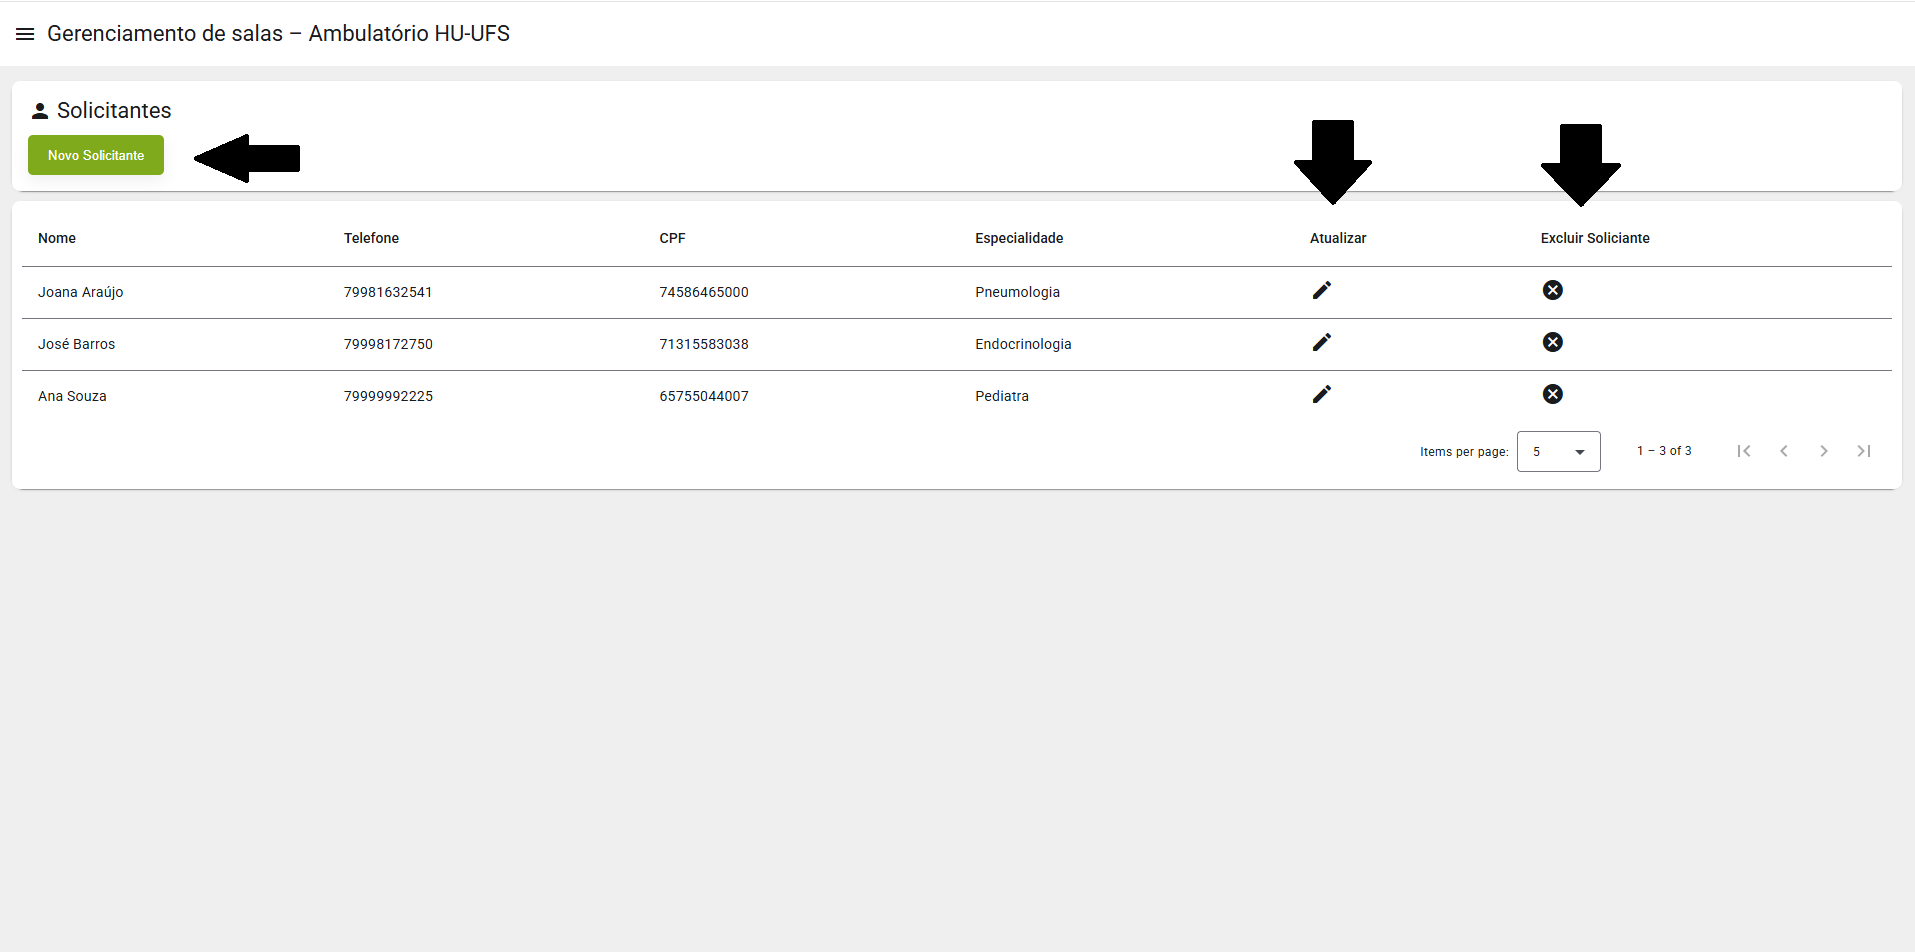 Gerenciamento de salas – Ambulatório HU-UFS
Solicitantes
Novo Solicitante
Nome Telefone CPF Especialidade Atualizar Excluir Soliciante
Joana Araújo 79981632541 74586465000 Pneumologia
José Barros 79998172750 71315583038 Endocrinologia
Ana Souza 79999992225 65755044007 Pediatra
Items per page: 5 1 – 3 of 3